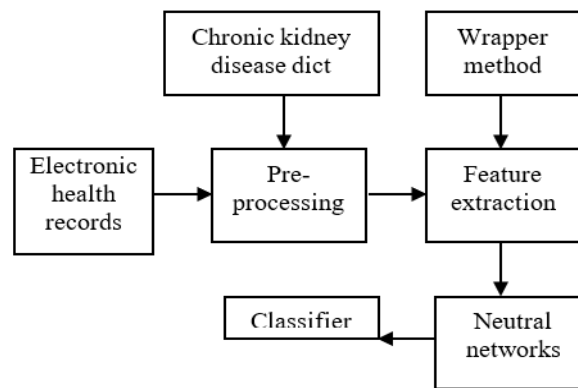 Chronic kidney
disease dict
Wrapper
method
Electronic
health
records
Pre-
processing
Feature
extraction
Classifier
Neutral
networks